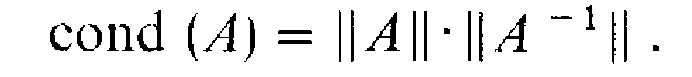 cond (A) = ‖A‖ · ‖A⁻¹‖ .